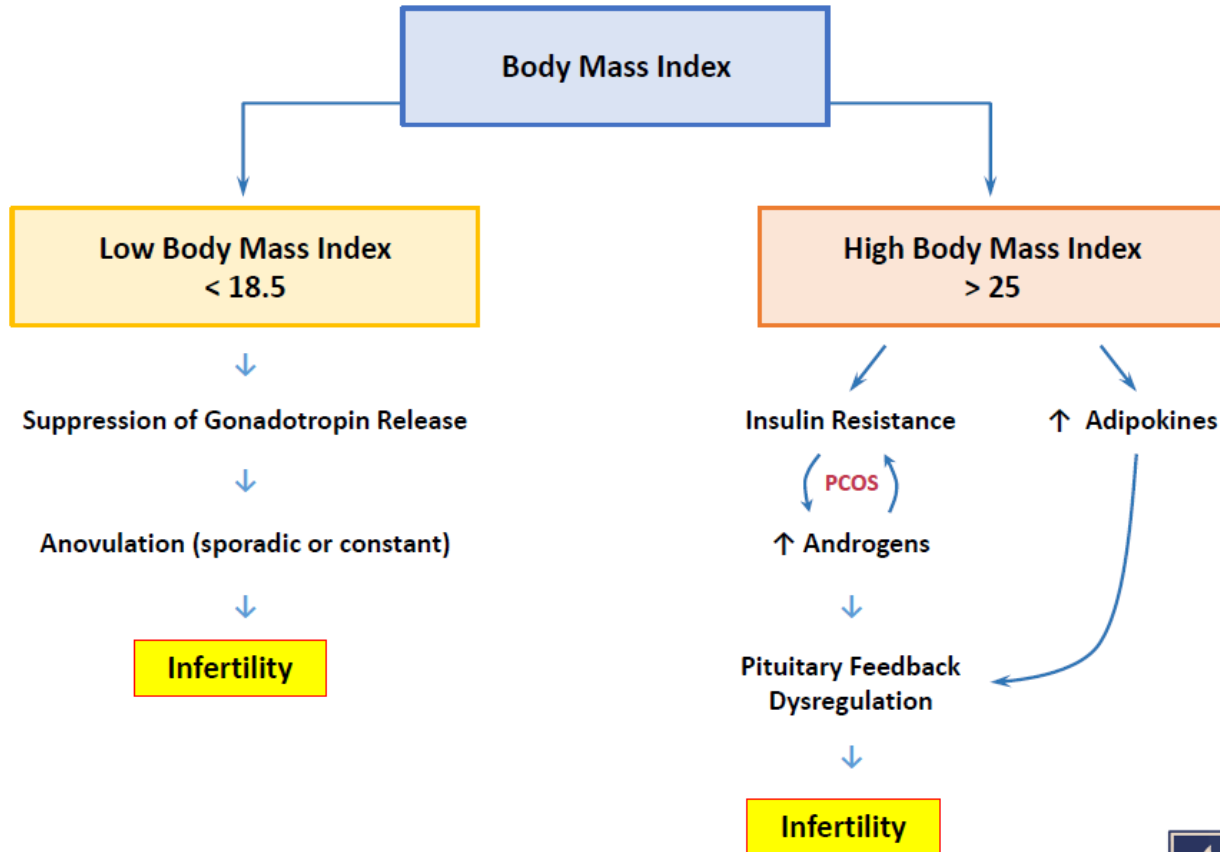 Body Mass Index
Low Body Mass Index
< 18.5
Suppression of Gonadotropin Release
Anovulation (sporadic or constant)
Infertility
High Body Mass Index
> 25
Insulin Resistance
↑ Adipokines
PCOS
↑ Androgens
Pituitary Feedback
Dysregulation
Infertility